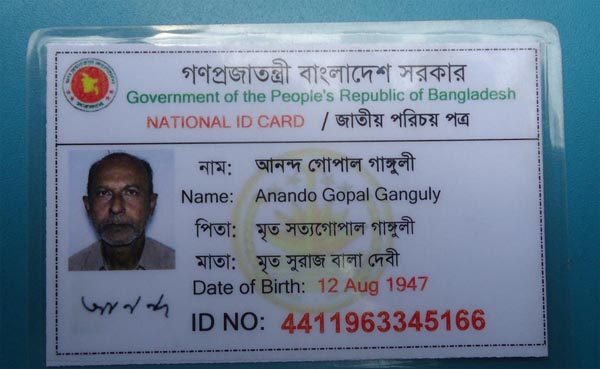 গণপ্রজাতন্ত্রী বাংলাদেশ সরকার
Government of the People's Republic of Bangladesh
NATIONAL ID CARD / জাতীয় পরিচয় পত্র
নাম: আনন্দ গোপাল গাঙ্গুলী
Name: Anando Gopal Ganguly
পিতা: মৃত সত্যগোপাল গাঙ্গুলী
মাতা: মৃত সুরাজ বালা দেবী
Date of Birth: 12 Aug 1947
আনন্দ
ID NO: 4411963345166